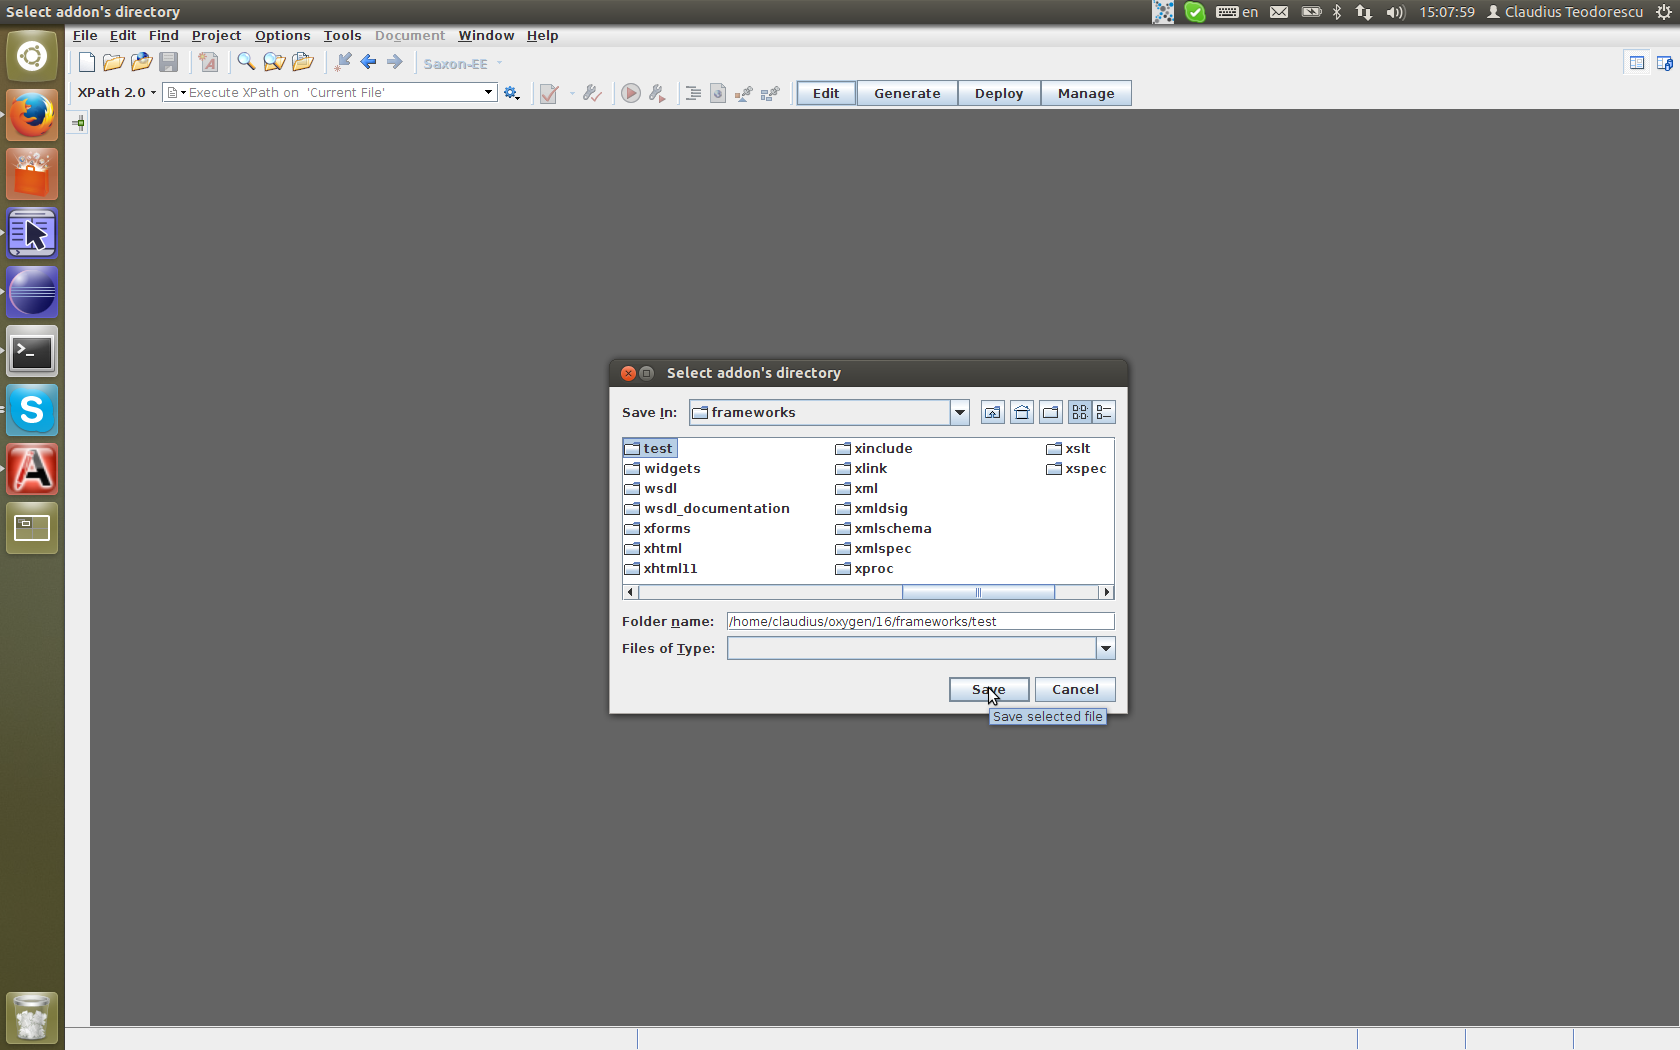 Select addon's directory
en
15:07:59
Claudius Teodorescu
File Edit Find Project Options Tools Document Window Help
Saxon-EE
XPath 2.0
Execute XPath on 'Current File'
Edit Generate Deploy Manage
Select addon's directory
Save In:
frameworks
test
widgets
wsdl
wsdl_documentation
xforms
xhtml
xhtml11
xinclude
xlink
xml
xmldsig
xmlschema
xmlspec
xproc
xslt
xspec
Folder name: /home/claudius/oxygen/16/frameworks/test
Files of Type:
Save Cancel
Save selected file